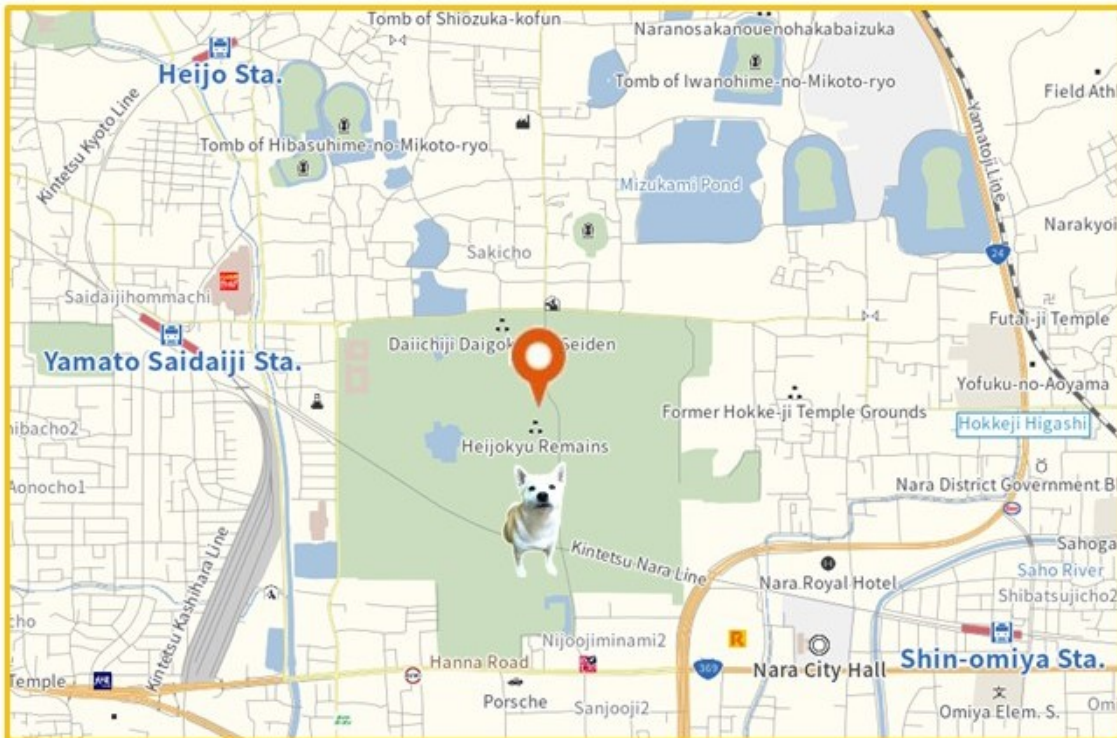 Tomb of Shiozuka-kofun
Naranosakanouenohakabaizuka
Heijo Sta.
Tomb of Iwanohime-no-Mikoto-ryo
Field Athl
Kintetsu Kyoto Line
Yamatoji Line
Tomb of Hibasuhime-no-Mikoto-ryo
Mizukami Pond
Narakyoi
Sakicho
24
Saidaijihommachi
Futai-ji Temple
Daiichiji Daigok
Seiden
Yamato Saidaiji Sta.
Yofuku-no-Aoyama
Former Hokke-ji Temple Grounds
Hokkeji Higashi
hibacho2
Heijokyu Remains
Aonocho1
Nara District Government B
Kintetsu Nara Line
Sahoga
Kintetsu Kashihara Line
Nara Royal Hotel
Saho River
Shibatsujicho2
cho
Nijoojiminami2
R
Hanna Road
369
Nara City Hall
Shin-omiya Sta.
Temple
Porsche
Sanjooji2
文
Omiya Elem. S.
Omi